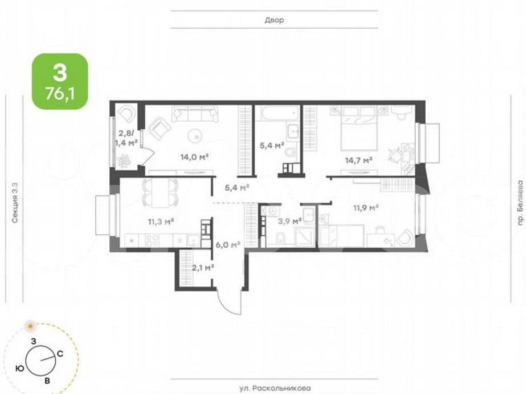 Двор
3
76,1
2,8/
1,4 м²
14,0 м²
5,4 м²
14,7 м²
5,4 м²
11,3 м²
6,0 м²
3,9 м²
11,9 м²
2,1 м²
Секция 3.3
пр. Беляева
З
С
Ю
В
ул. Раскольникова